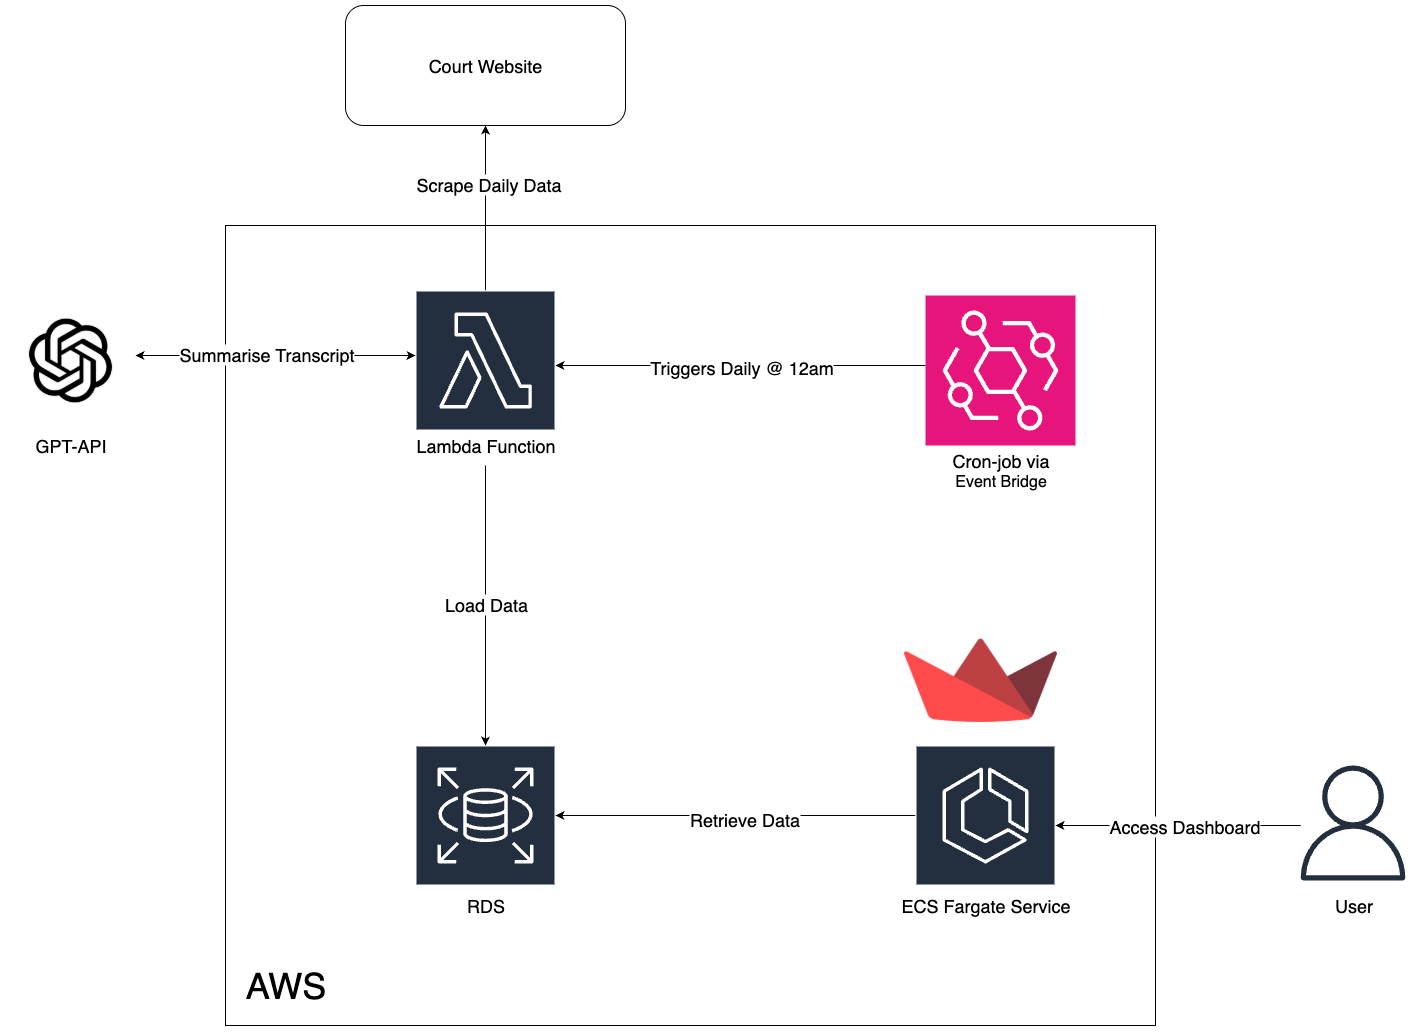 Court Website
Scrape Daily Data
Summarise Transcript
Triggers Daily @ 12am
GPT-API
Lambda Function
Cron-job via
Event Bridge
Load Data
Retrieve Data
Access Dashboard
RDS
ECS Fargate Service
User
AWS